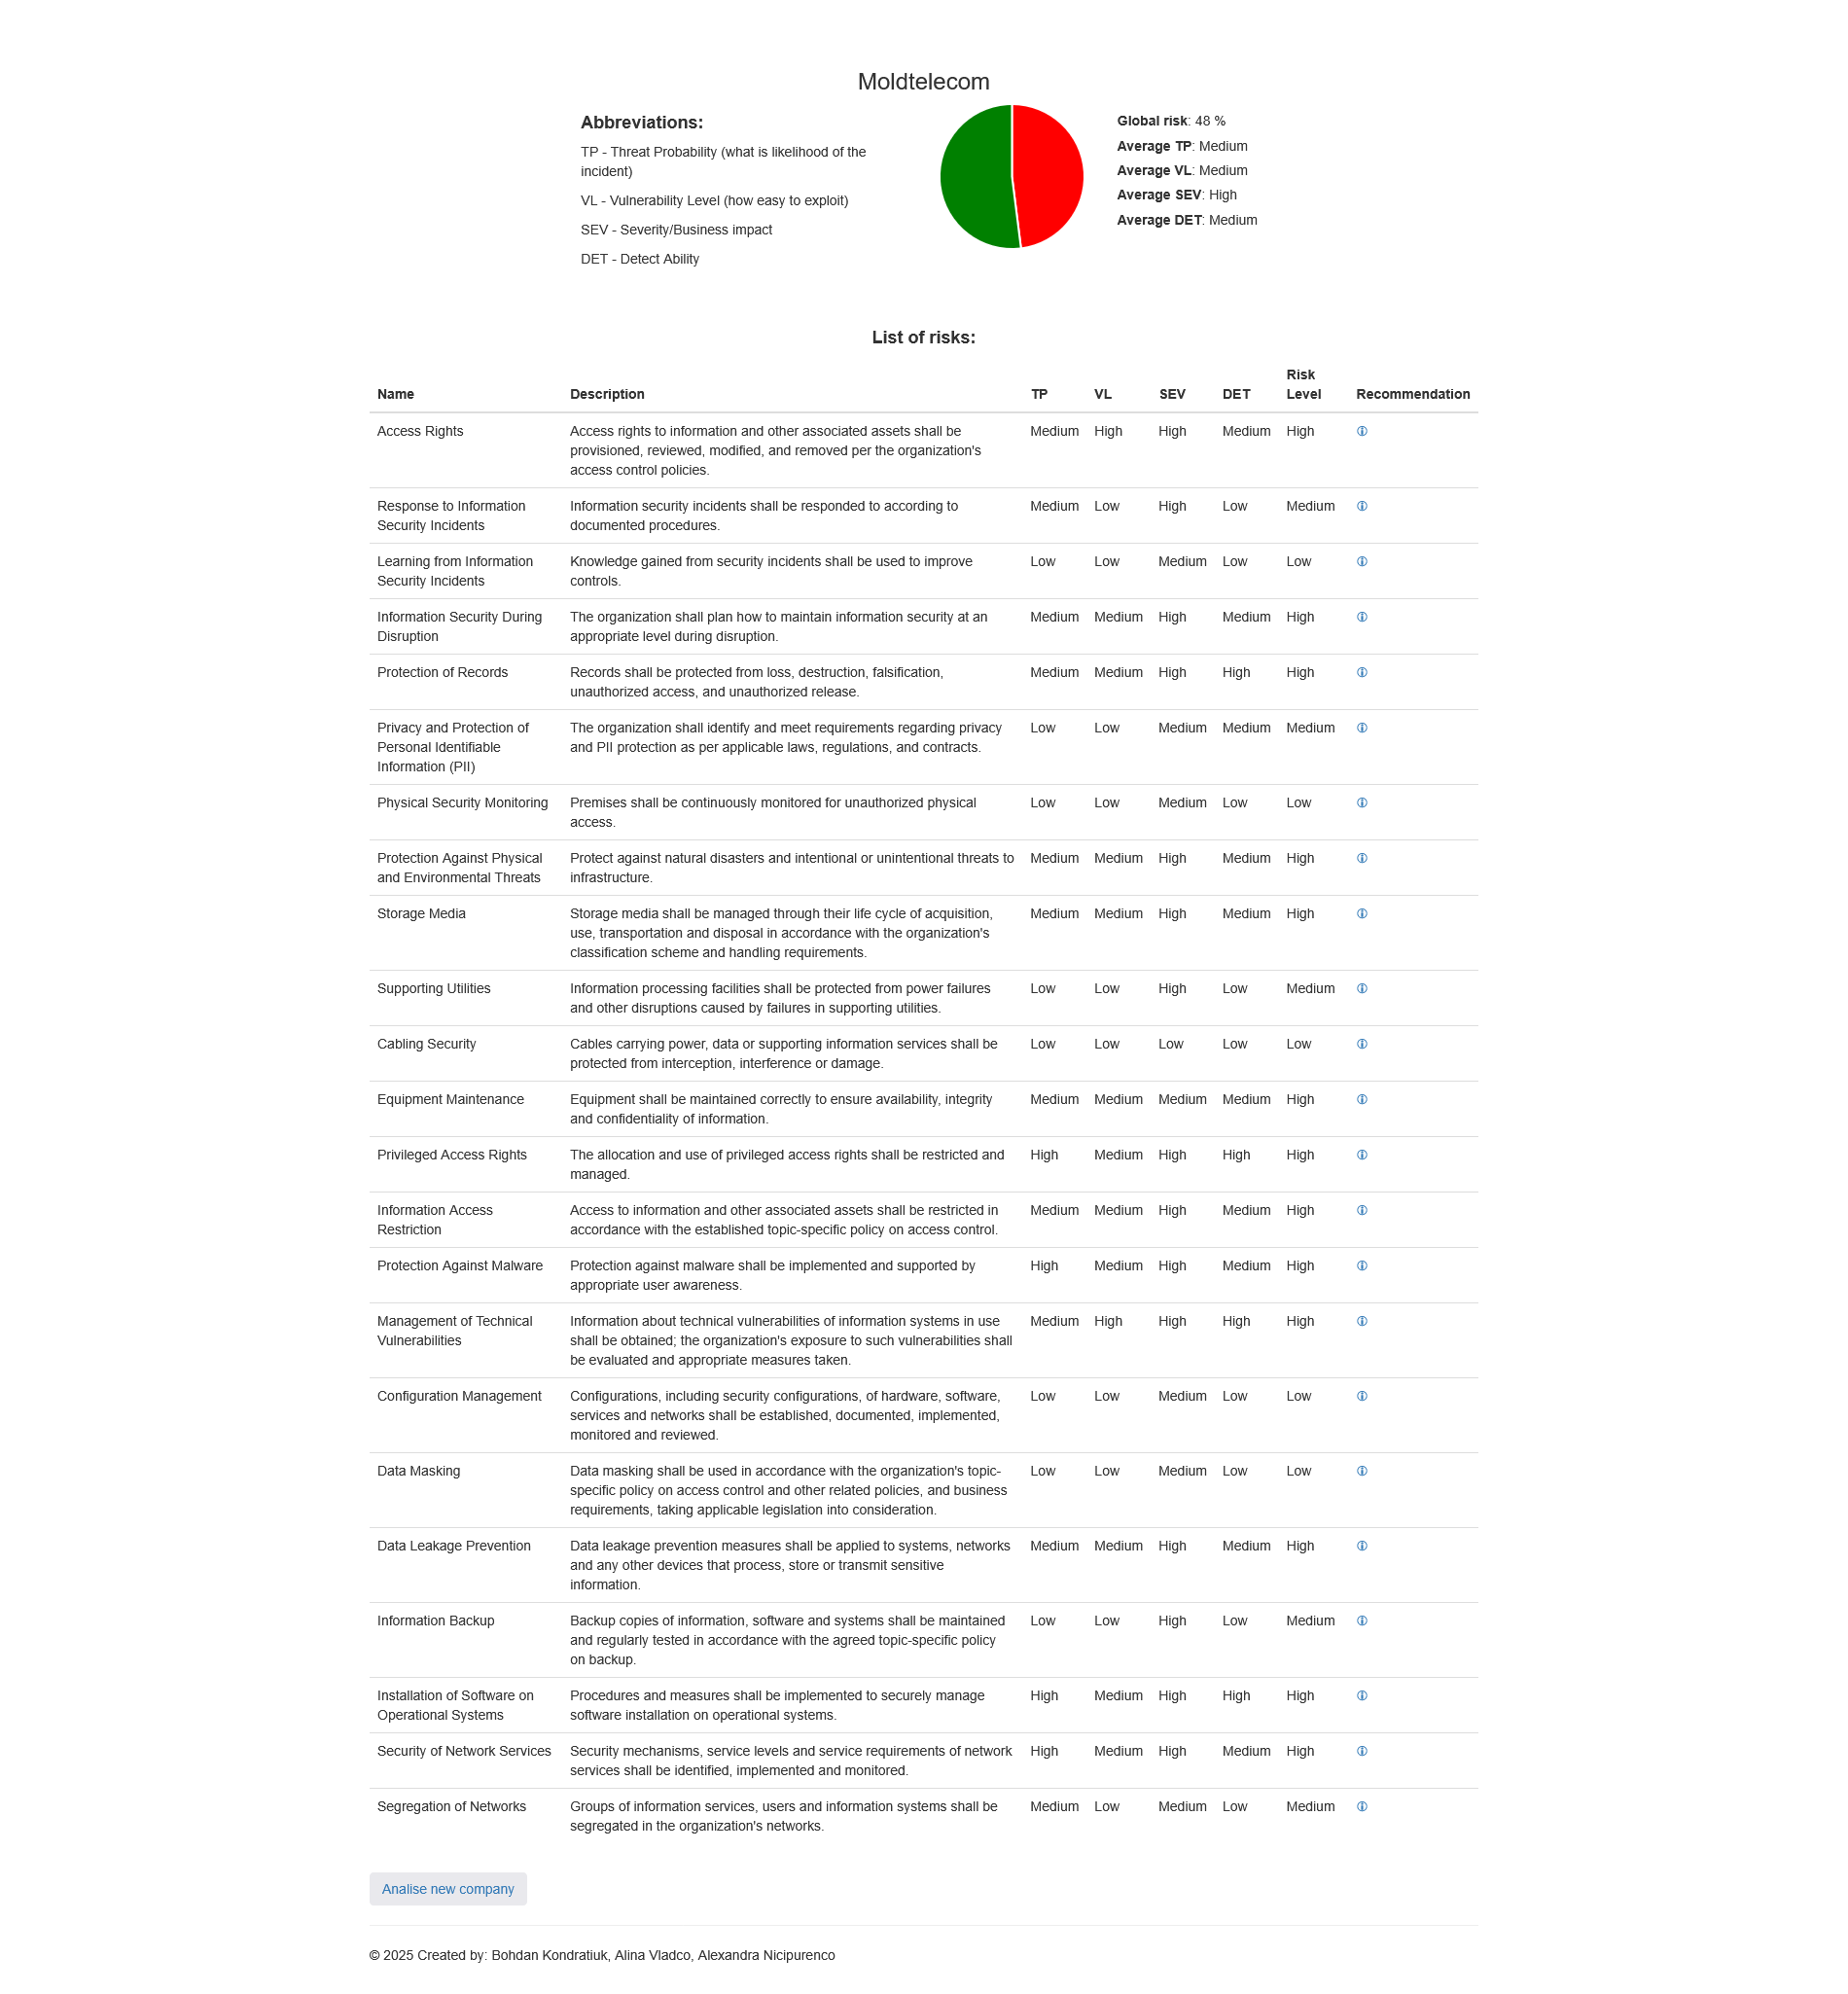 Moldtelecom
Abbreviations:
TP - Threat Probability (what is likelihood of the
incident)
VL - Vulnerability Level (how easy to exploit)
SEV - Severity/Business impact
DET - Detect Ability
Global risk: 48 %
Average TP: Medium
Average VL: Medium
Average SEV: High
Average DET: Medium
List of risks:
Name Description TP VL SEV DET Risk Level Recommendation
Access Rights Access rights to information and other associated assets shall be Medium High High Medium High
provisioned, reviewed, modified, and removed per the organization's
access control policies.
Response to Information Information security incidents shall be responded to according to Medium Low High Low Medium
Security Incidents documented procedures.
Learning from Information Knowledge gained from security incidents shall be used to improve Low Low Medium Low Low
Security Incidents controls.
Information Security During The organization shall plan how to maintain information security at an Medium Medium High Medium High
Disruption appropriate level during disruption.
Protection of Records Records shall be protected from loss, destruction, falsification, Medium Medium High High High
unauthorized access, and unauthorized release.
Privacy and Protection of The organization shall identify and meet requirements regarding privacy Low Low Medium Medium Medium
Personal Identifiable and PII protection as per applicable laws, regulations, and contracts.
Information (PII)
Physical Security Monitoring Premises shall be continuously monitored for unauthorized physical Low Low Medium Low Low
access.
Protection Against Physical Protect against natural disasters and intentional or unintentional threats to Medium Medium High Medium High
and Environmental Threats infrastructure.
Storage Media Storage media shall be managed through their life cycle of acquisition, Medium Medium High Medium High
use, transportation and disposal in accordance with the organization's
classification scheme and handling requirements.
Supporting Utilities Information processing facilities shall be protected from power failures Low Low High Low Medium
and other disruptions caused by failures in supporting utilities.
Cabling Security Cables carrying power, data or supporting information services shall be Low Low Low Low Low
protected from interception, interference or damage.
Equipment Maintenance Equipment shall be maintained correctly to ensure availability, integrity Medium Medium Medium Medium High
and confidentiality of information.
Privileged Access Rights The allocation and use of privileged access rights shall be restricted and High Medium High High High
managed.
Information Access Access to information and other associated assets shall be restricted in Medium Medium High Medium High
Restriction accordance with the established topic-specific policy on access control.
Protection Against Malware Protection against malware shall be implemented and supported by High Medium High Medium High
appropriate user awareness.
Management of Technical Information about technical vulnerabilities of information systems in use Medium High High High High
Vulnerabilities shall be obtained; the organization's exposure to such vulnerabilities shall
be evaluated and appropriate measures taken.
Configuration Management Configurations, including security configurations, of hardware, software, Low Low Medium Low Low
services and networks shall be established, documented, implemented,
monitored and reviewed.
Data Masking Data masking shall be used in accordance with the organization's topic- Low Low Medium Low Low
specific policy on access control and other related policies, and business
requirements, taking applicable legislation into consideration.
Data Leakage Prevention Data leakage prevention measures shall be applied to systems, networks Medium Medium High Medium High
and any other devices that process, store or transmit sensitive
information.
Information Backup Backup copies of information, software and systems shall be maintained Low Low High Low Medium
and regularly tested in accordance with the agreed topic-specific policy
on backup.
Installation of Software on Procedures and measures shall be implemented to securely manage High Medium High High High
Operational Systems software installation on operational systems.
Security of Network Services Security mechanisms, service levels and service requirements of network High Medium High Medium High
services shall be identified, implemented and monitored.
Segregation of Networks Groups of information services, users and information systems shall be Medium Low Medium Low Medium
segregated in the organization's networks.
Analise new company
© 2025 Created by: Bohdan Kondratiuk, Alina Vladco, Alexandra Nicipurenco